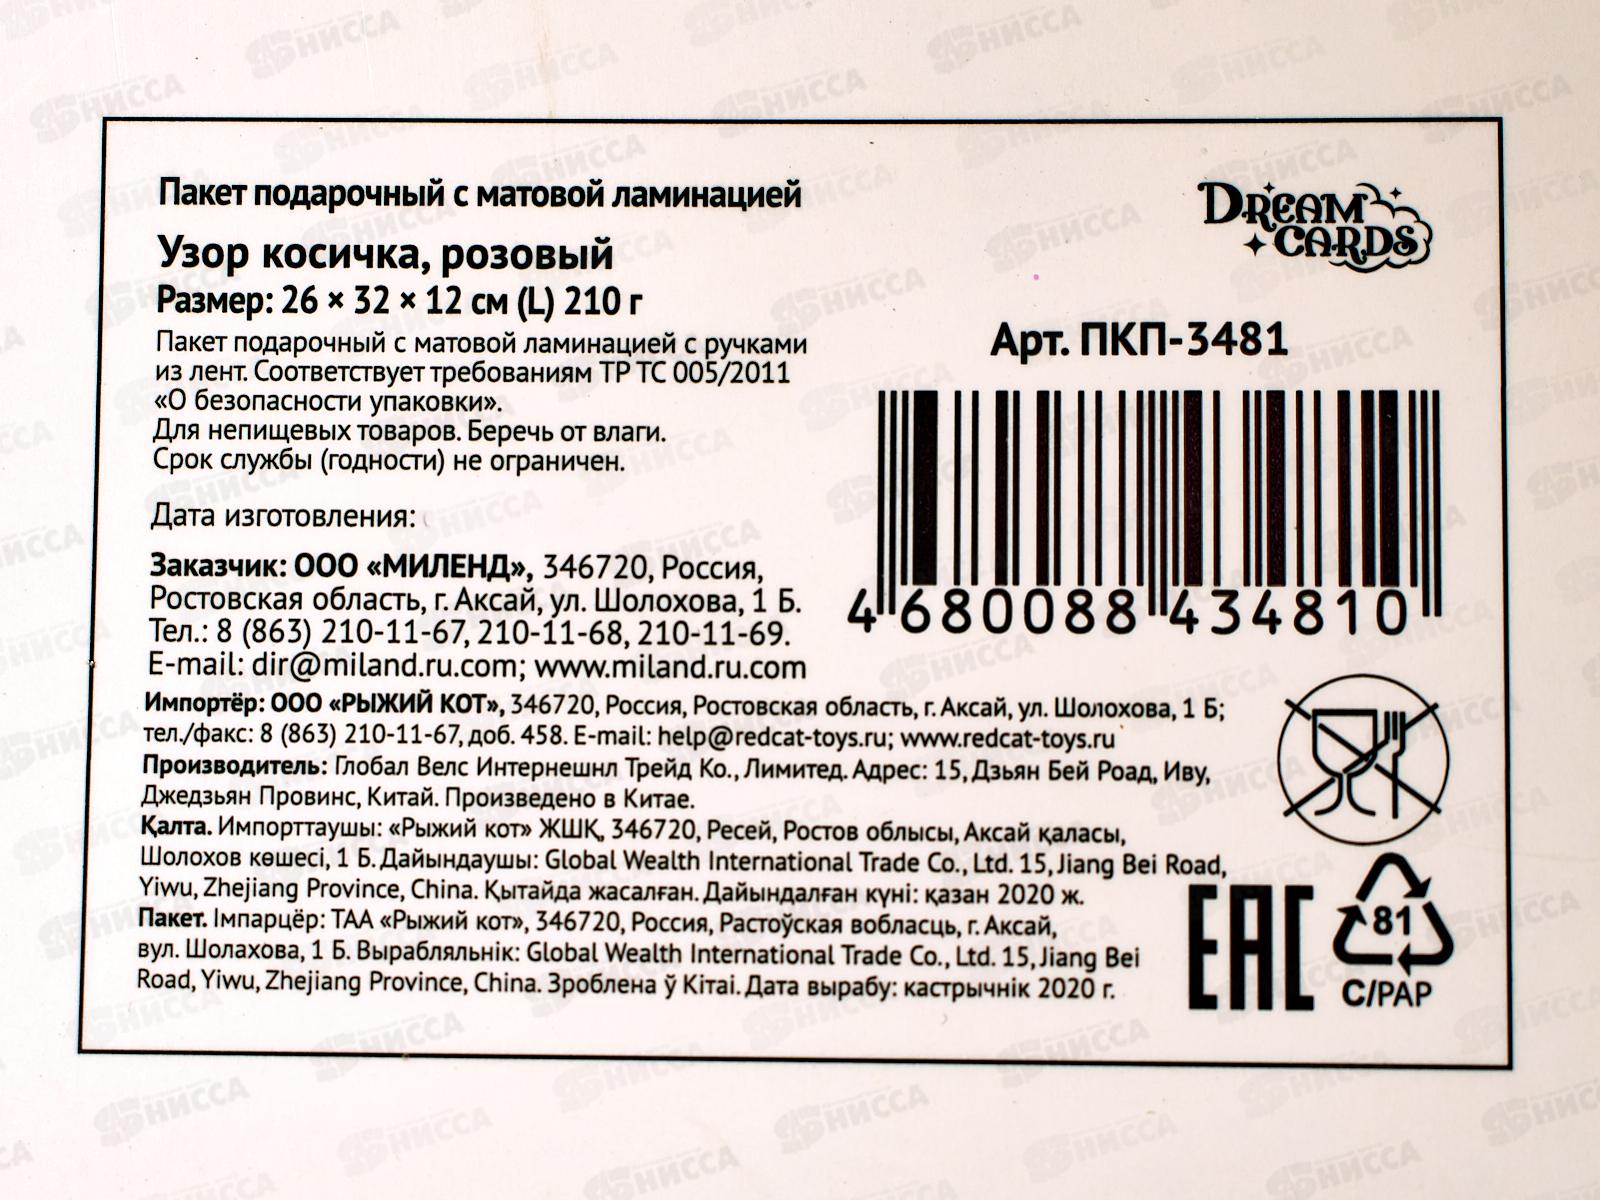 Пакет подарочный с матовой ламинацией
Узор косичка, розовый
Размер: 26 × 32 × 12 см (L) 210 г
Пакет подарочный с матовой ламинацией с ручками
из лент. Соответствует требованиям ТР ТС 005/2011
«О безопасности упаковки».
Для непищевых товаров. Беречь от влаги.
Срок службы (годности) не ограничен.
Дата изготовления:
Заказчик: ООО «МИЛЕНД», 346720, Россия,
Ростовская область, г. Аксай, ул. Шолохова, 1 Б.
Тел.: 8 (863) 210-11-67, 210-11-68, 210-11-69.
E-mail: dir@miland.ru.com; www.miland.ru.com
DREAM
CARDS
Арт. ПКП-3481
4 680088 434810
Импортёр: ООО «РЫЖИЙ КОТ», 346720, Россия, Ростовская область, г. Аксай, ул. Шолохова, 1 Б;
тел./факс: 8 (863) 210-11-67, доб. 458. E-mail: help@redcat-toys.ru; www.redcat-toys.ru
Производитель: Глобал Велс Интернешнл Трейд Ко., Лимитед. Адрес: 15, Дзьян Бей Роад, Иву,
Джедзьян Провинс, Китай. Произведено в Китае.
Қалта. Импорттаушы: «Рыжий кот» ЖШҚ, 346720, Ресей, Ростов облысы, Аксай қаласы,
Шолохов көшесі, 1 Б. Дайындаушы: Global Wealth International Trade Co., Ltd. 15, Jiang Bei Road,
Yiwu, Zhejiang Province, China. Қытайда жасалған. Дайындалған күні: қазан 2020 ж.
Пакет. Імпарцёр: ТАА «Рыжий кот», 346720, Россия, Растоўская вобласць, г. Аксай,
вул. Шолахова, 1 Б. Вырабляльнік: Global Wealth International Trade Co., Ltd. 15, Jiang Bei
Road, Yiwu, Zhejiang Province, China. Зроблена ў Кітаі. Дата вырабу: кастрычнік 2020 г.
EAC
81
C/PAP
НИССА